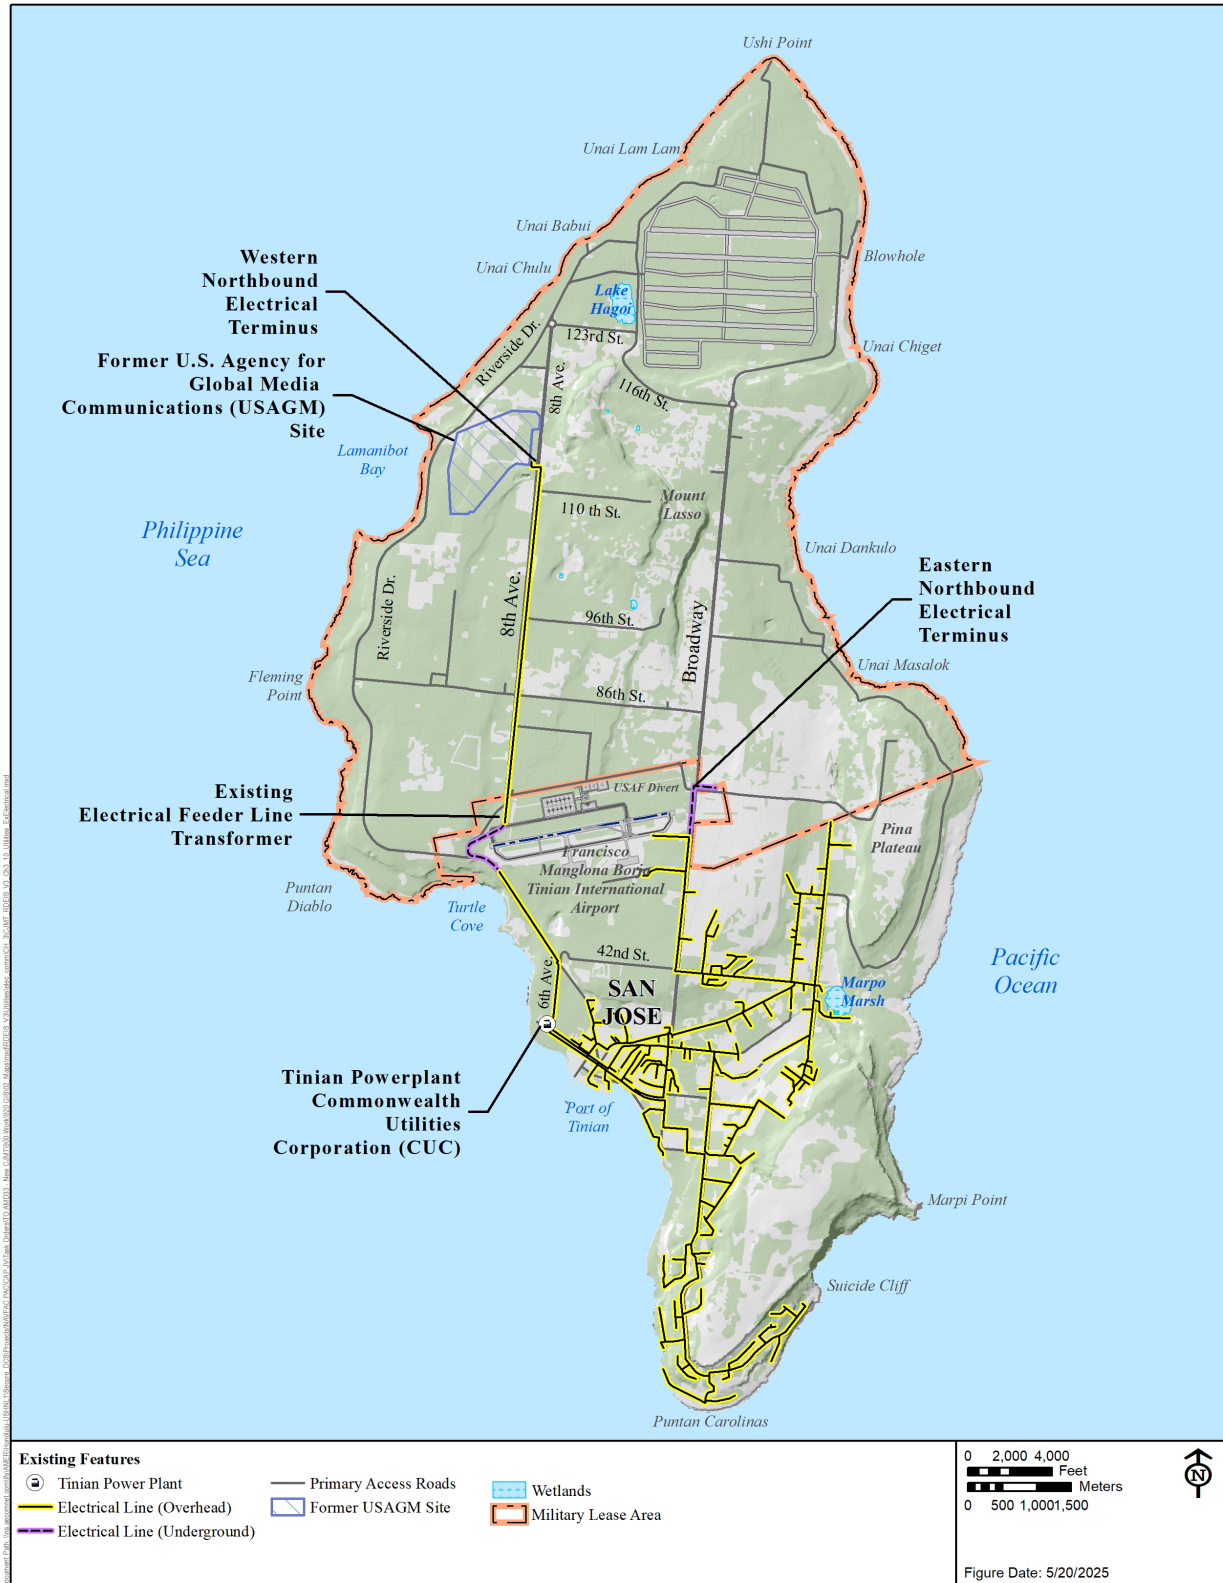 Ushi Point
Unai Lam Lam
Unai Babui
Unai Chulu
Blowhole
Lake
Hagoi
Western
Northbound
Electrical
Terminus
Riverside Dr.
123rd St.
Unai Chiget
Former U.S. Agency for
Global Media
Communications (USAGM)
Site
8th Ave.
116th St.
Lamanibot
Bay
Mount
Lasso
110 th St.
Philippine
Sea
Unai Dankulo
Eastern
Northbound
Electrical
Terminus
Riverside Dr.
8th Ave.
96th St.
Broadway
Unai Masalok
Fleming
Point
86th St.
USAF Divert
Existing
Electrical Feeder Line
Transformer
Pina
Plateau
Francisco
Manglona Borja
Tinian International
Airport
Puntan
Diablo
Turtle
Cove
42nd St.
Pacific
Ocean
6th Ave.
SAN
JOSE
Marpo
Marsh
Tinian Powerplant
Commonwealth
Utilities
Corporation (CUC)
Port of
Tinian
Marpi Point
Suicide Cliff
Puntan Carolinas
Existing Features
Tinian Power Plant
Electrical Line (Overhead)
Electrical Line (Underground)
Primary Access Roads
Former USAGM Site
Wetlands
Military Lease Area
0 2,000 4,000
Feet
Meters
0 500 1,000 1,500
N
Figure Date: 5/20/2025